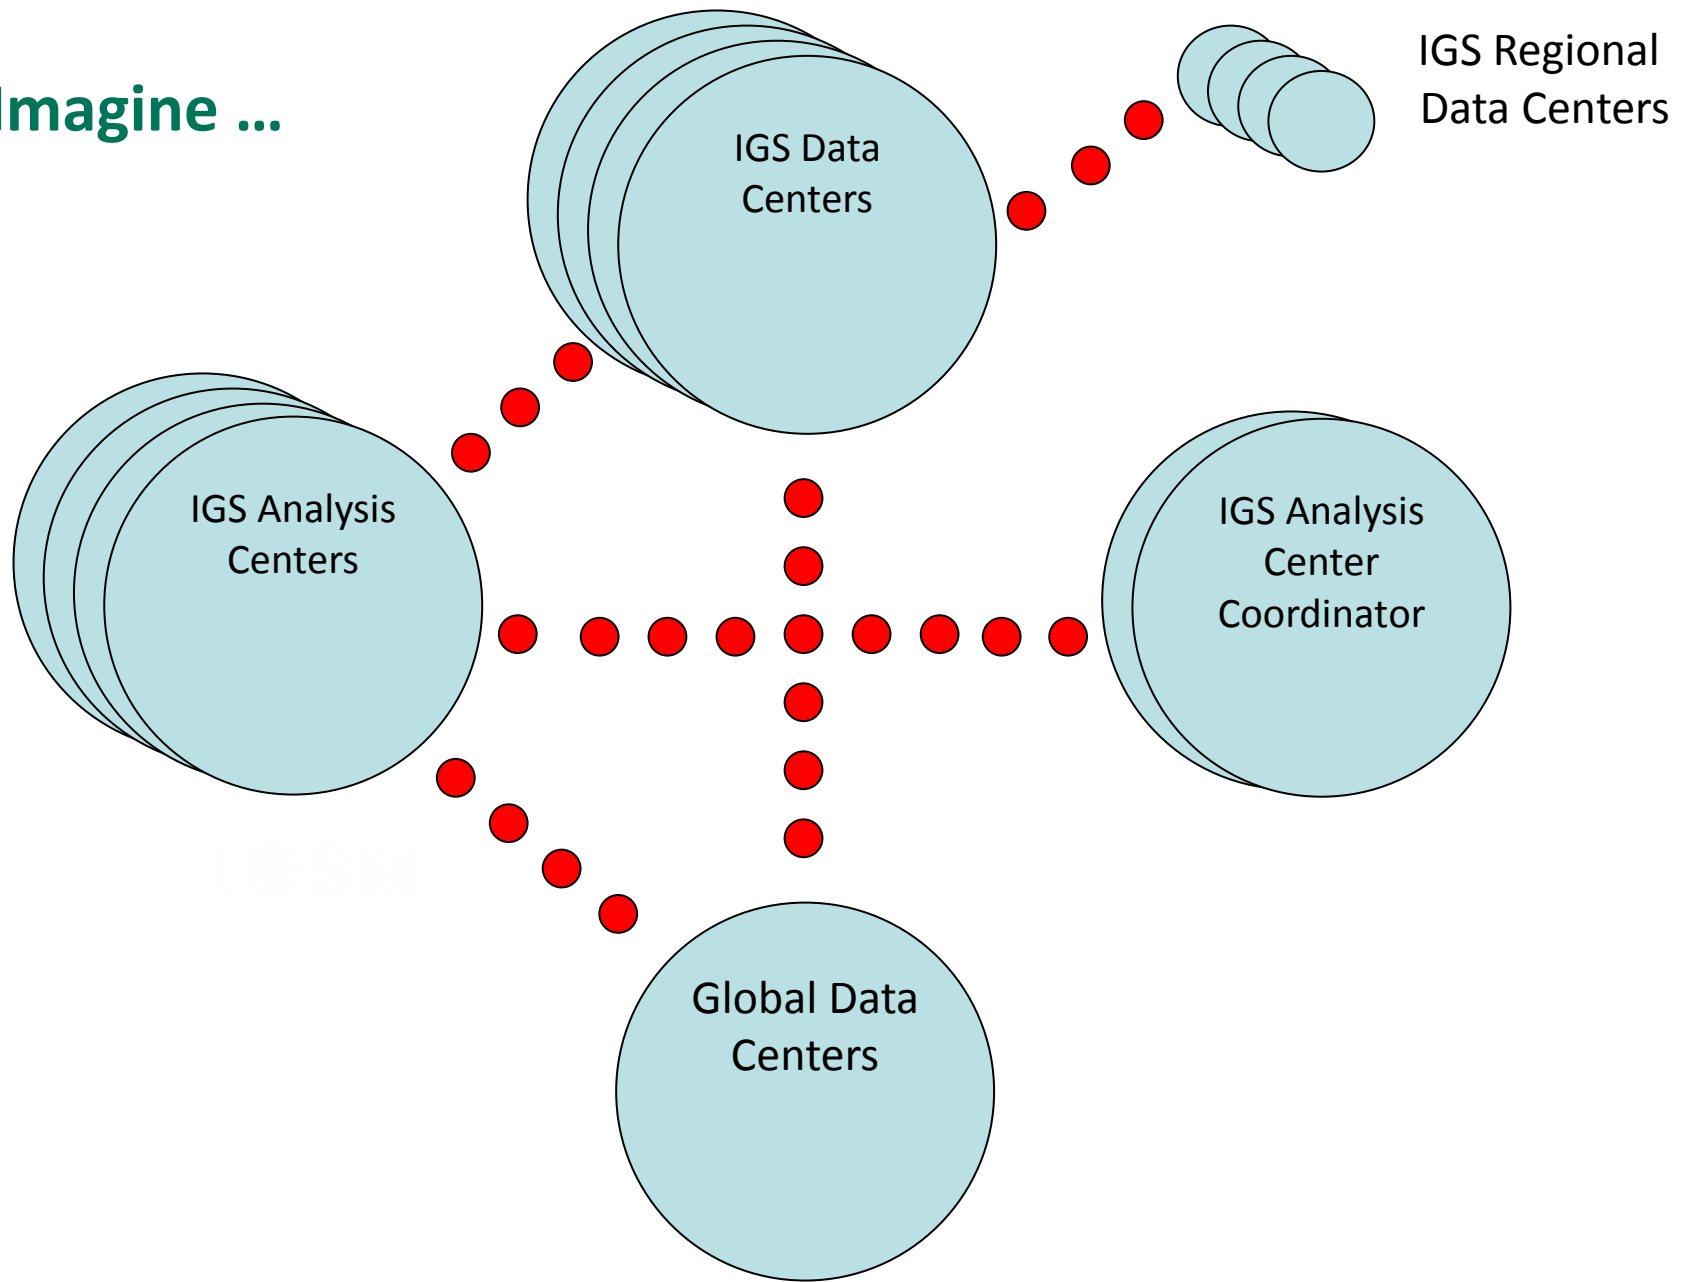 Imagine ...
IGS Regional
Data Centers
IGS Data
Centers
IGS Analysis
Centers
IGS Analysis
Center
Coordinator
Global Data
Centers